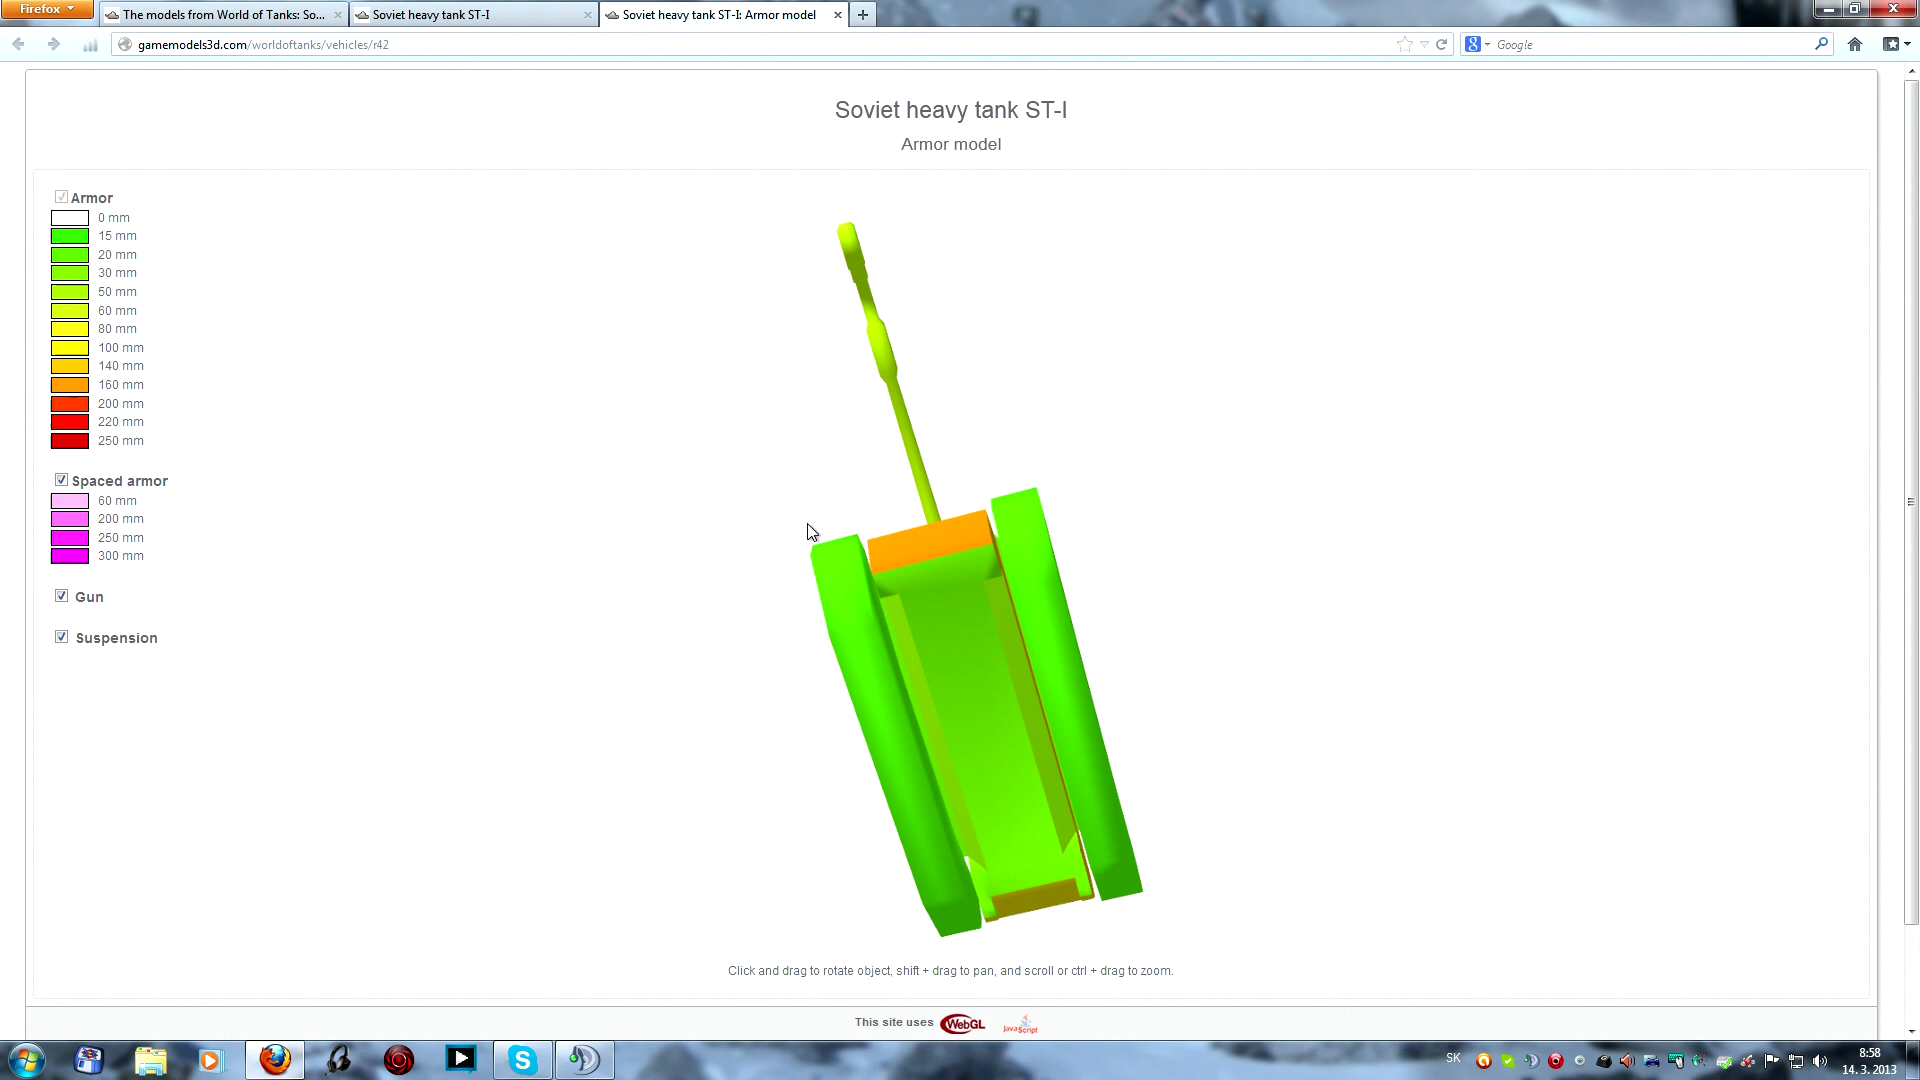 Firefox
The models from World of Tanks: So...
Soviet heavy tank ST-I
Soviet heavy tank ST-I: Armor model
gamemodels3d.com/worldoftanks/vehicles/r42
Google
Soviet heavy tank ST-I
Armor model
Armor
0 mm
15 mm
20 mm
30 mm
50 mm
60 mm
80 mm
100 mm
140 mm
160 mm
200 mm
220 mm
250 mm
Spaced armor
60 mm
200 mm
250 mm
300 mm
Gun
Suspension
Click and drag to rotate object, shift + drag to pan, and scroll or ctrl + drag to zoom.
This site uses WebGL JavaScript
SK
8:58
14. 3. 2013